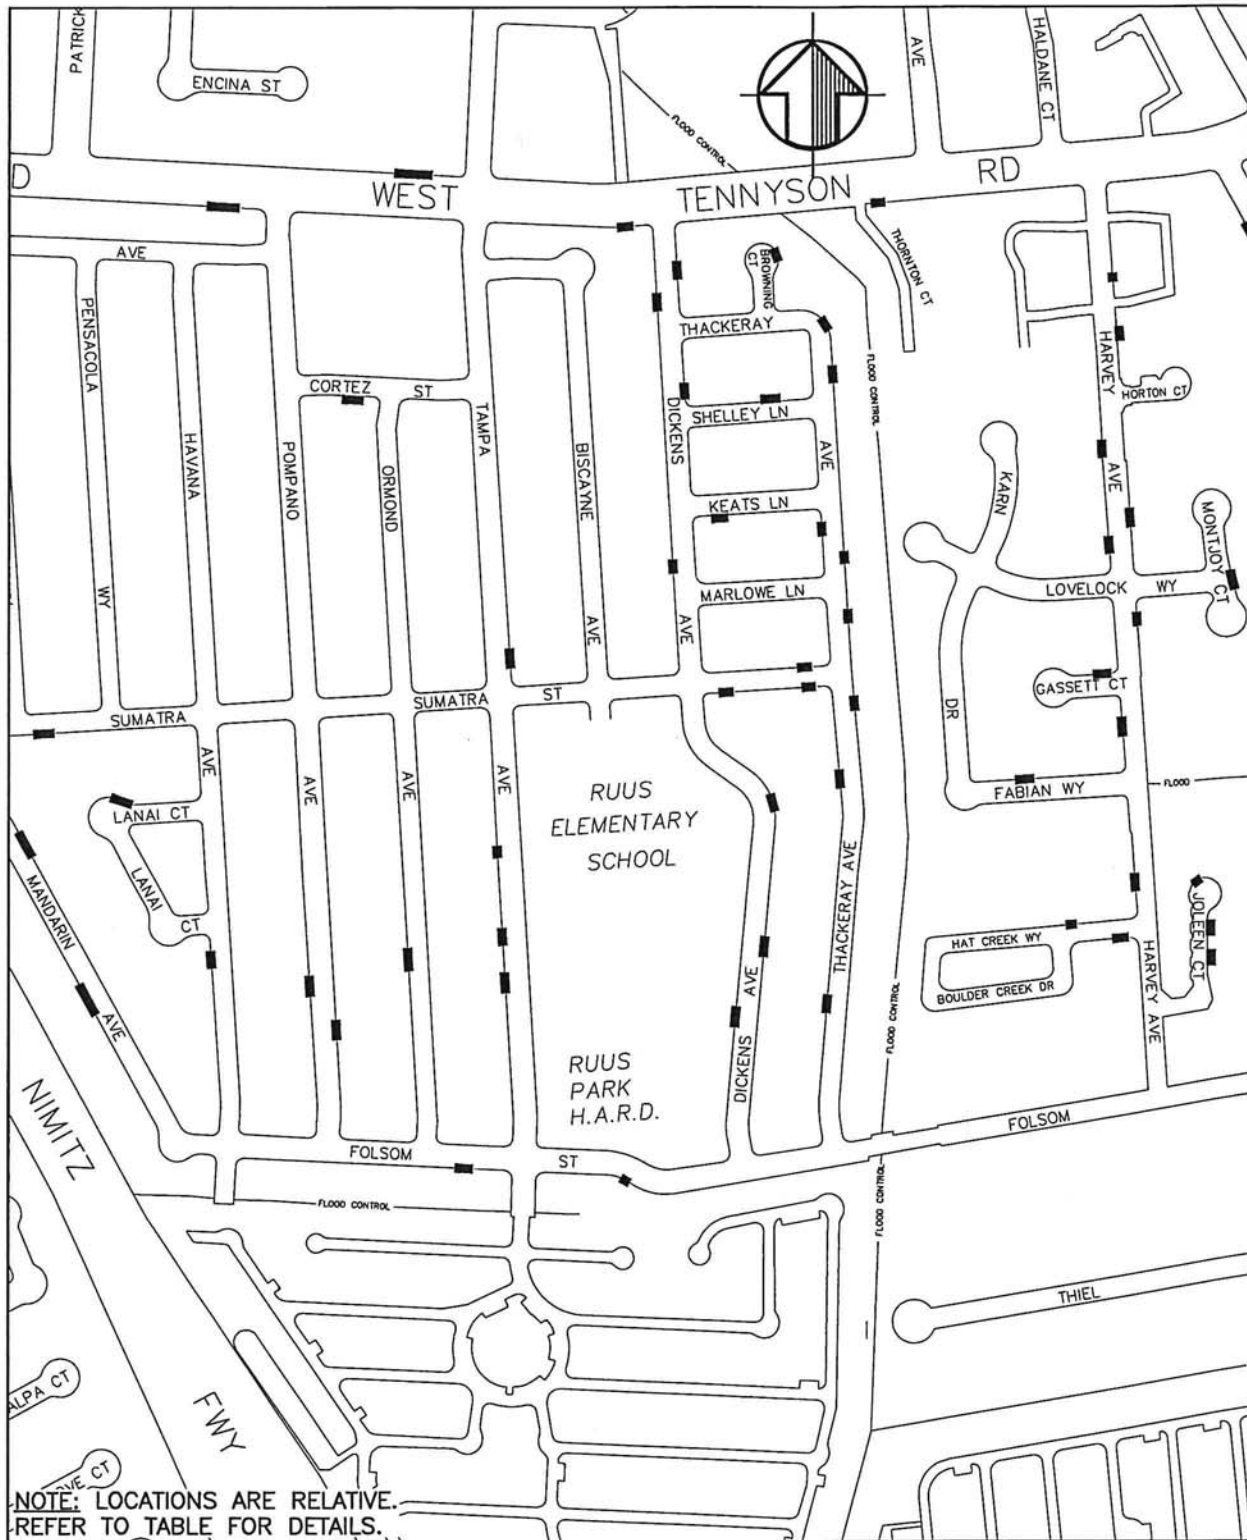 PATRICK
ENCINA ST
FLOOD CONTROL
AVE
HALDANE CT
D
WEST TENNYSON RD
AVE
BROWNING
CT
THORNTON CT
PENSACOLA
WY
HAVANA
AVE
POMPANO
AVE
CORTEZ ST
ORMOND
AVE
TAMPA
AVE
BISCAYNE
AVE
DICKENS
AVE
THACKERAY
AVE
SHELLEY LN
KEATS LN
MARLOWE LN
FLOOD CONTROL
HARVEY
AVE
HORTON CT
KARN
DR
MONTJOY CT
LOVELOCK WY
GASSETT CT
FABIAN WY
FLOOD
SUMATRA
SUMATRA ST
LANAI CT
LANAI
CT
MANDARIN
AVE
RUUS
ELEMENTARY
SCHOOL
THACKERAY AVE
HAT CREEK WY
BOULDER CREEK DR
JOLEEN CT
HARVEY AVE
FLOOD CONTROL
DICKENS
AVE
RUUS
PARK
H.A.R.D.
NIMITZ
FWY
FOLSOM ST
FOLSOM
FLOOD CONTROL
FLOOD CONTROL
THIEL
ALPA CT
VE CT
NOTE: LOCATIONS ARE RELATIVE.
REFER TO TABLE FOR DETAILS.